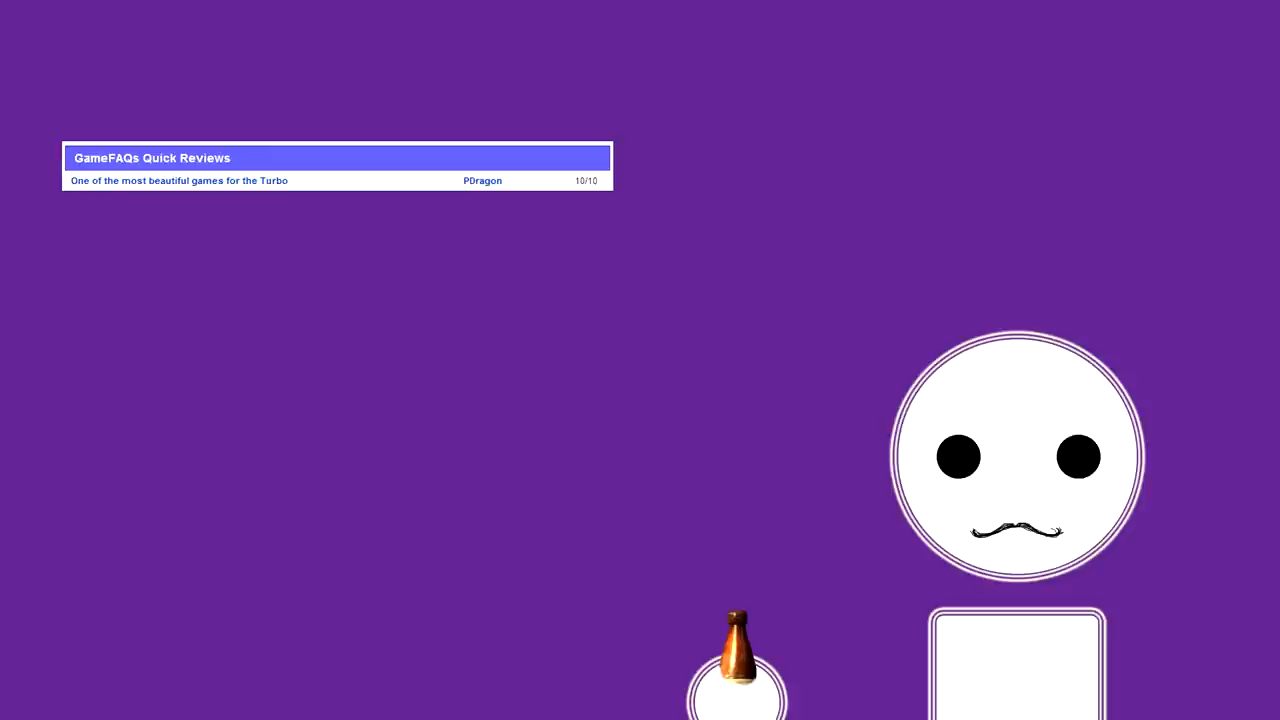 GameFAQs Quick Reviews
One of the most beautiful games for the Turbo PDragon 10/10